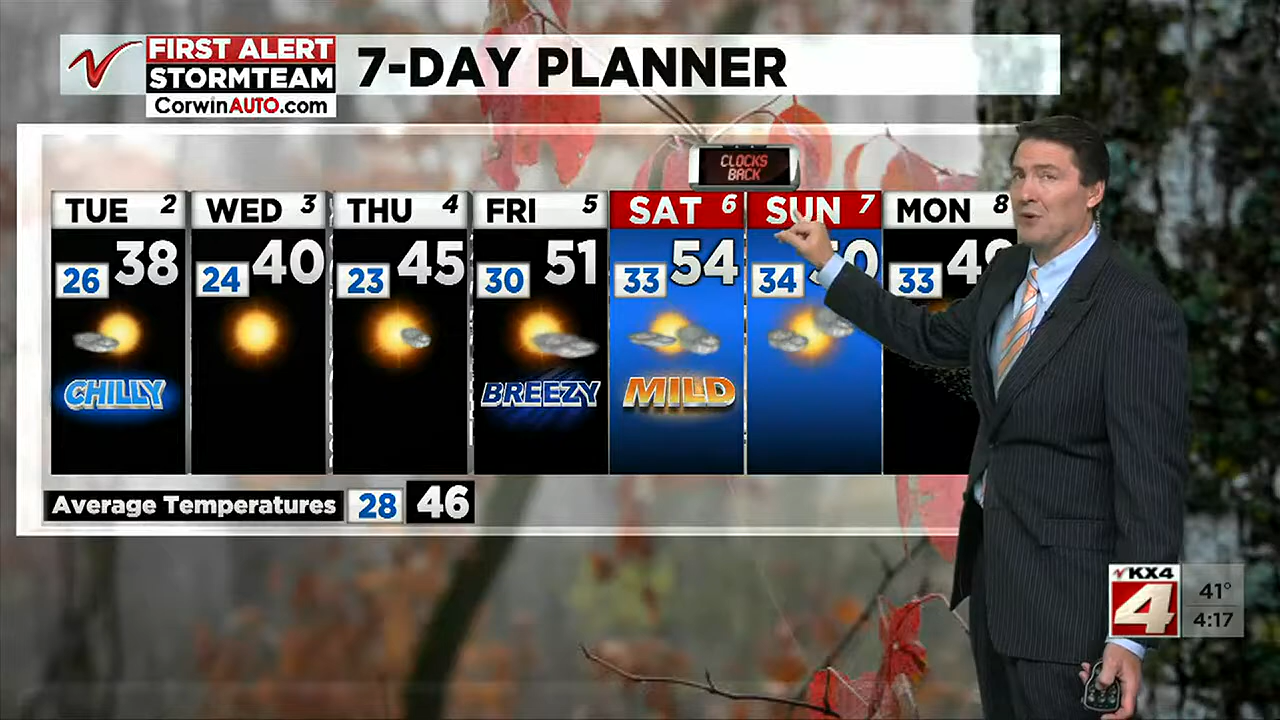 FIRST ALERT
STORMTEAM
CorwinAUTO.com
7-DAY PLANNER
CLOCKS
BACK
TUE 2 WED 3 THU 4 FRI 5 SAT 6 SUN 7 MON 8
26 38 24 40 23 45 30 51 33 54 34 33
CHILLY BREEZY MILD
Average Temperatures 28 46
KX4
4
41°
4:17